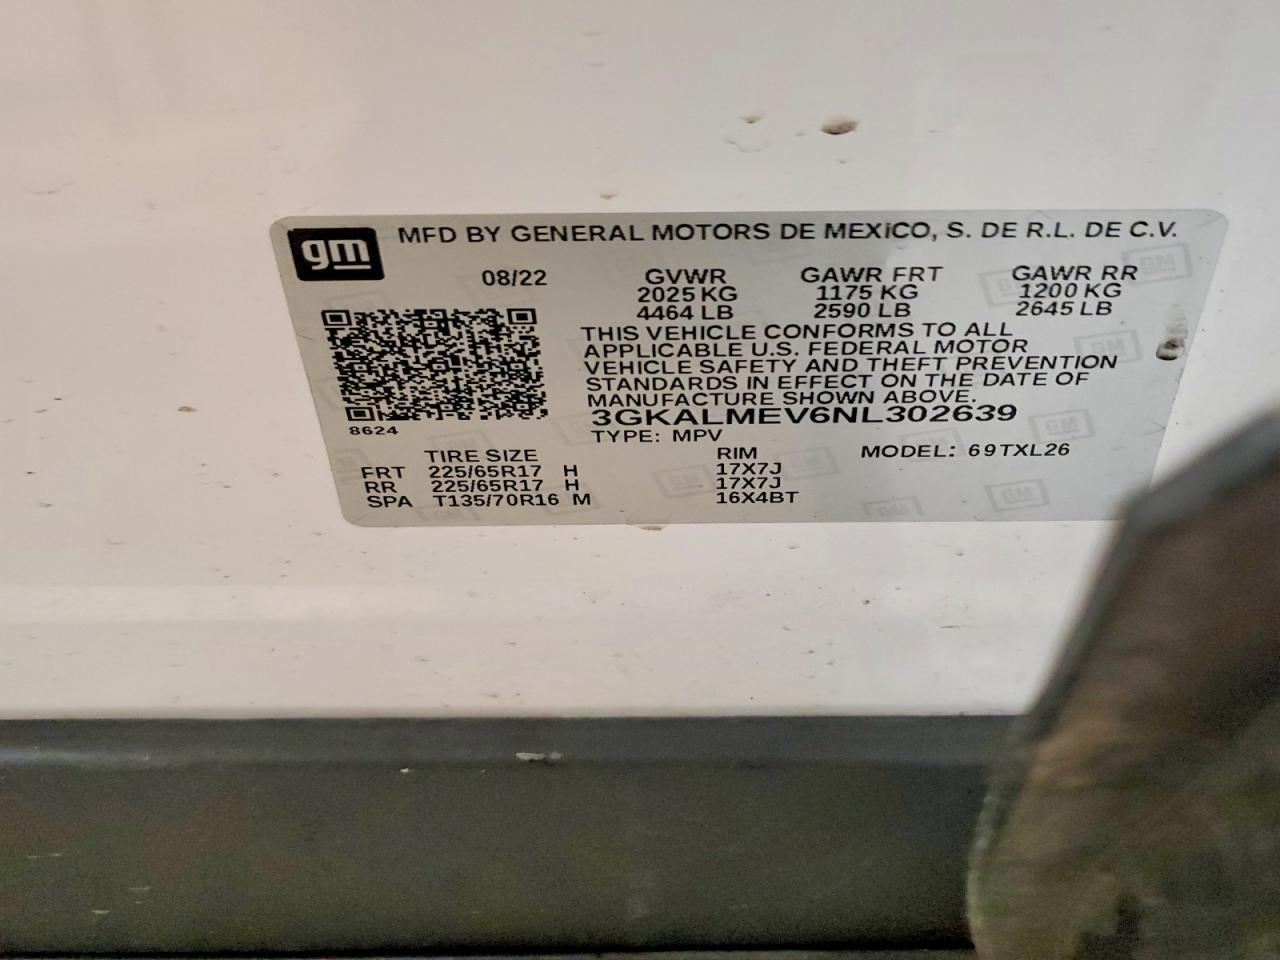 gm MFD BY GENERAL MOTORS DE MEXICO, S. DE R.L. DE C.V.
08/22 GVWR GAWR FRT GAWR RR
2025 KG 1175 KG 1200 KG
4464 LB 2590 LB 2645 LB
THIS VEHICLE CONFORMS TO ALL
APPLICABLE U.S. FEDERAL MOTOR
VEHICLE SAFETY AND THEFT PREVENTION
STANDARDS IN EFFECT ON THE DATE OF
MANUFACTURE SHOWN ABOVE.
3GKALMEV6NL302639
8624
TYPE: MPV
MODEL: 69TXL26
TIRE SIZE RIM
FRT 225/65R17 H 17X7J
RR 225/65R17 H 17X7J
SPA T135/70R16 M 16X4BT